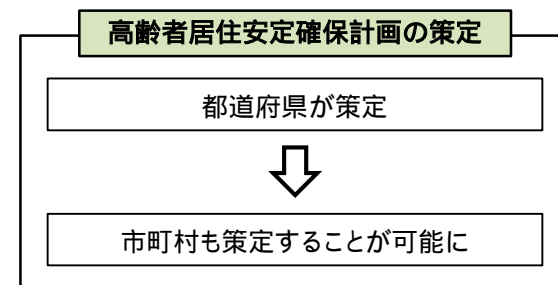 高齢者居住安定確保計画の策定
都道府県が策定
市町村も策定することが可能に